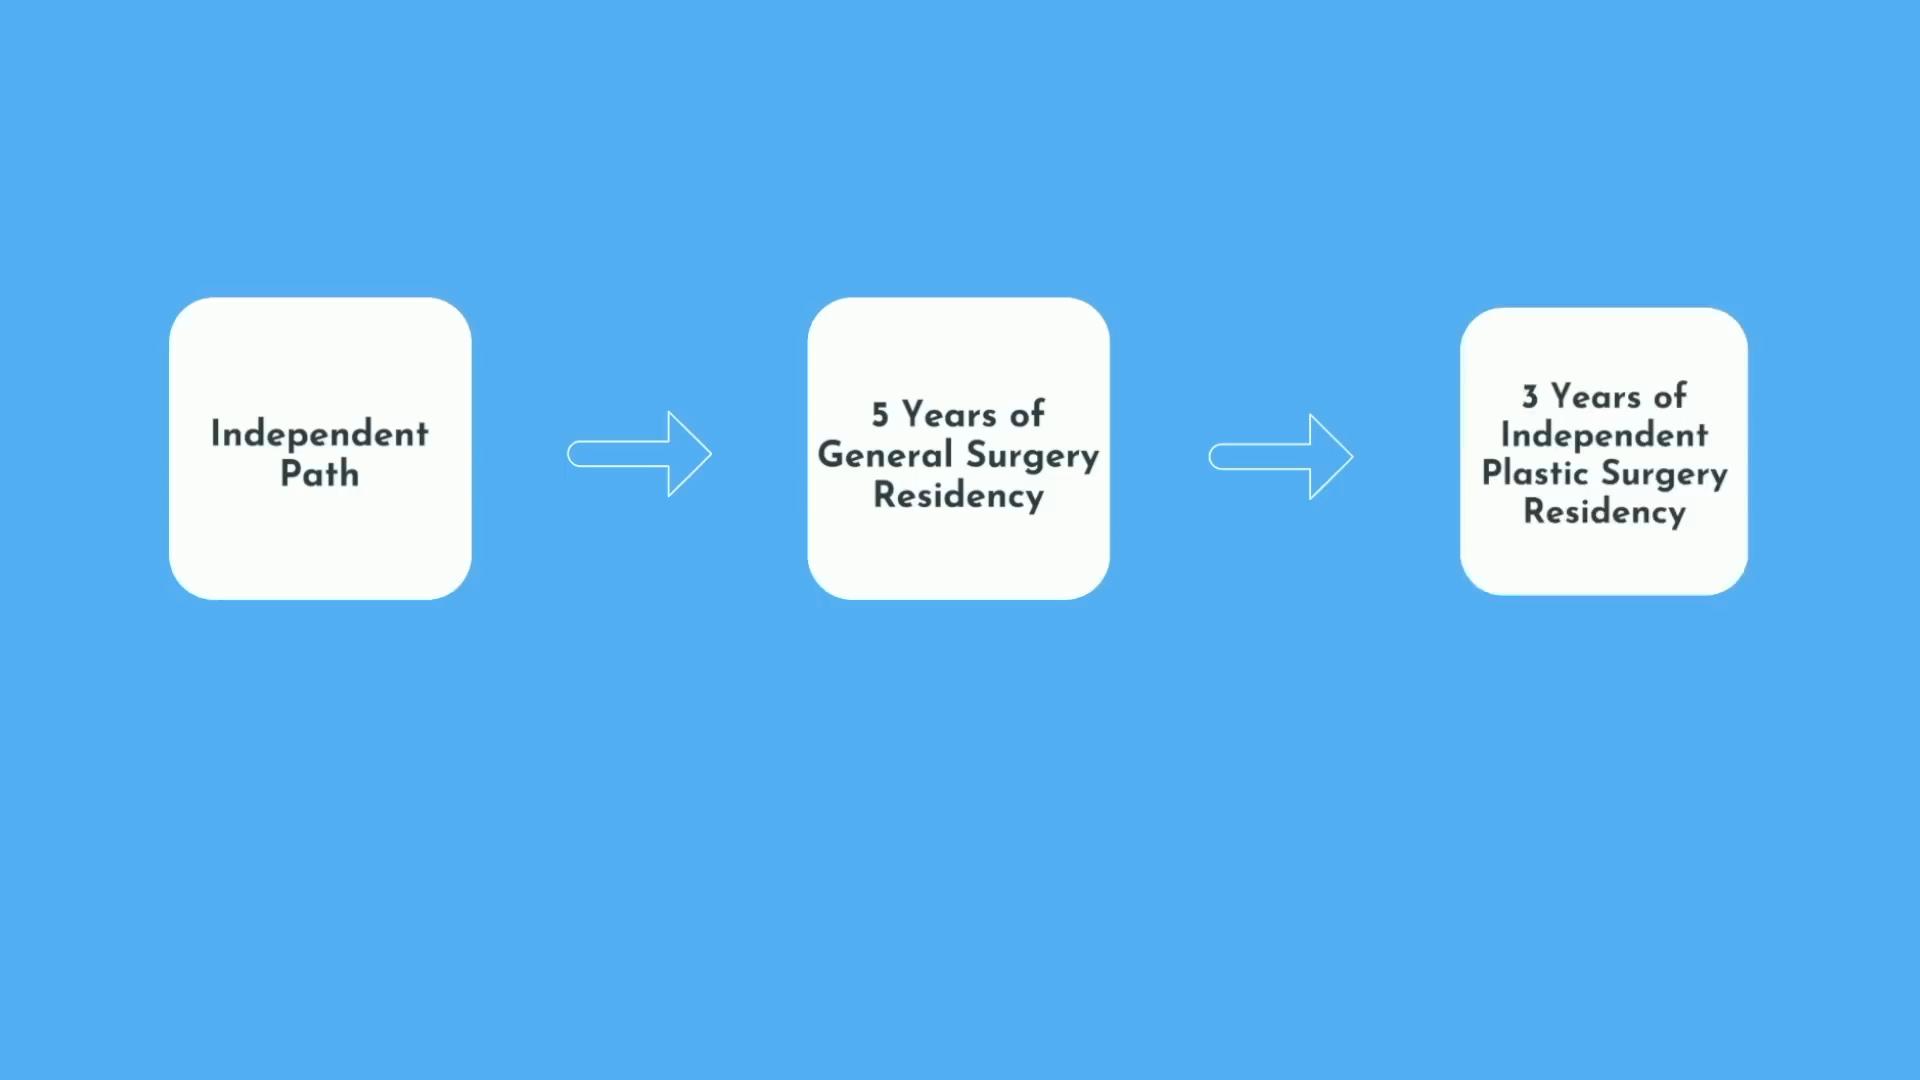 Independent
Path
5 Years of
General Surgery
Residency
3 Years of
Independent
Plastic Surgery
Residency